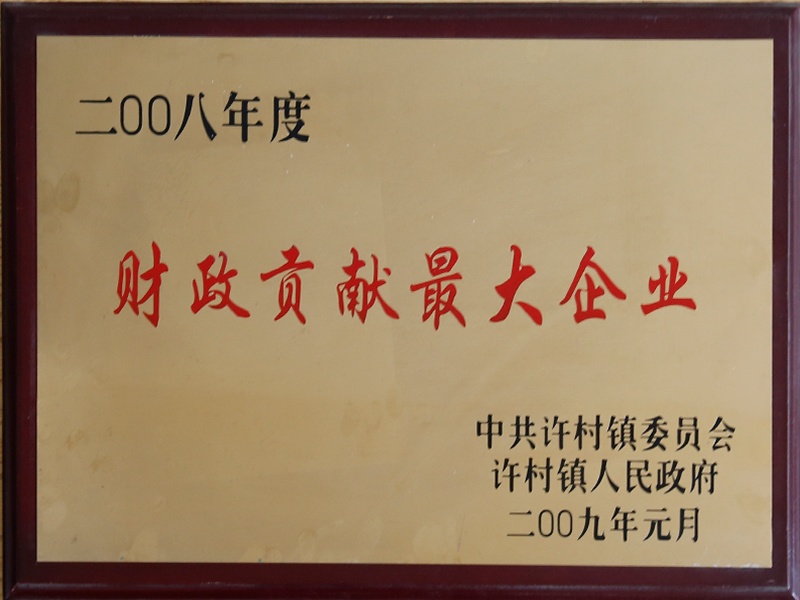 二00八年度
财政贡献最大企业
中共许村镇委员会
许村镇人民政府
二00九年元月